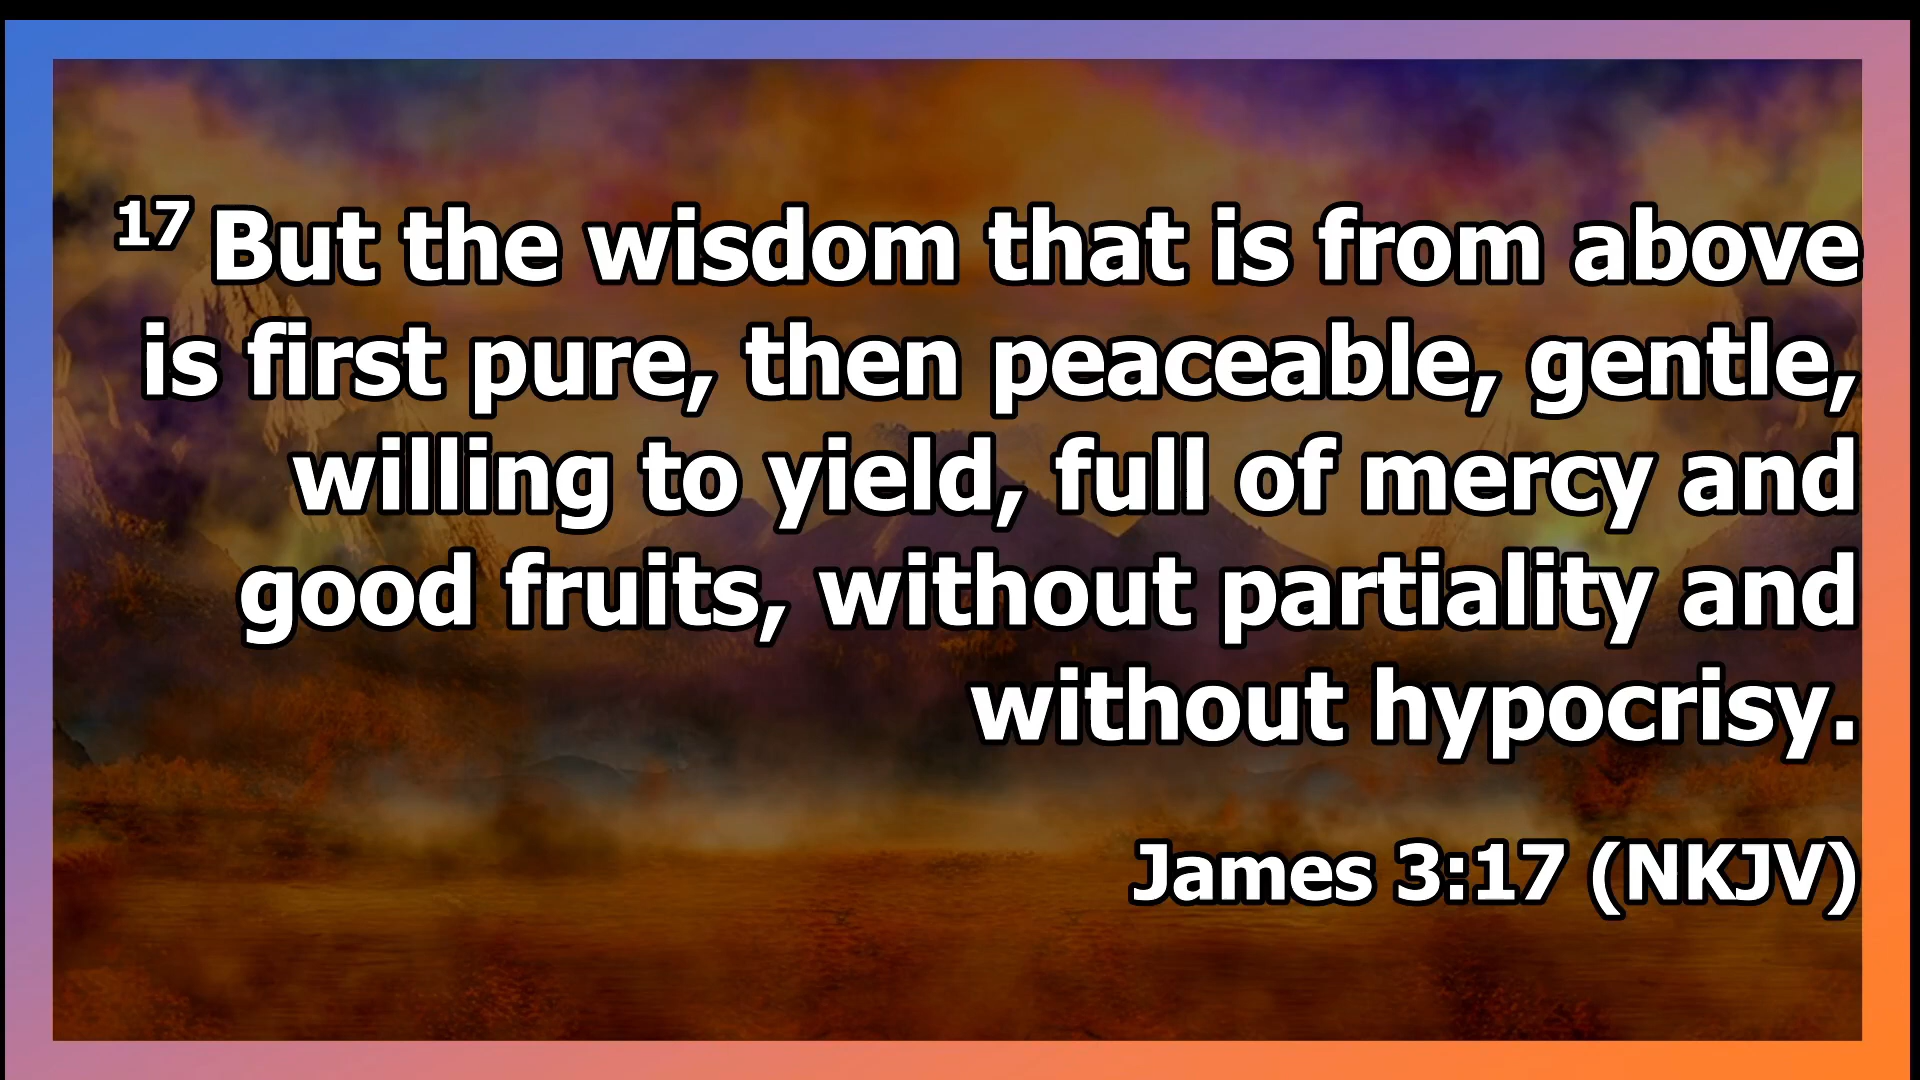 17 But the wisdom that is from above
is first pure, then peaceable, gentle,
willing to yield, full of mercy and
good fruits, without partiality and
without hypocrisy.
James 3:17 (NKJV)